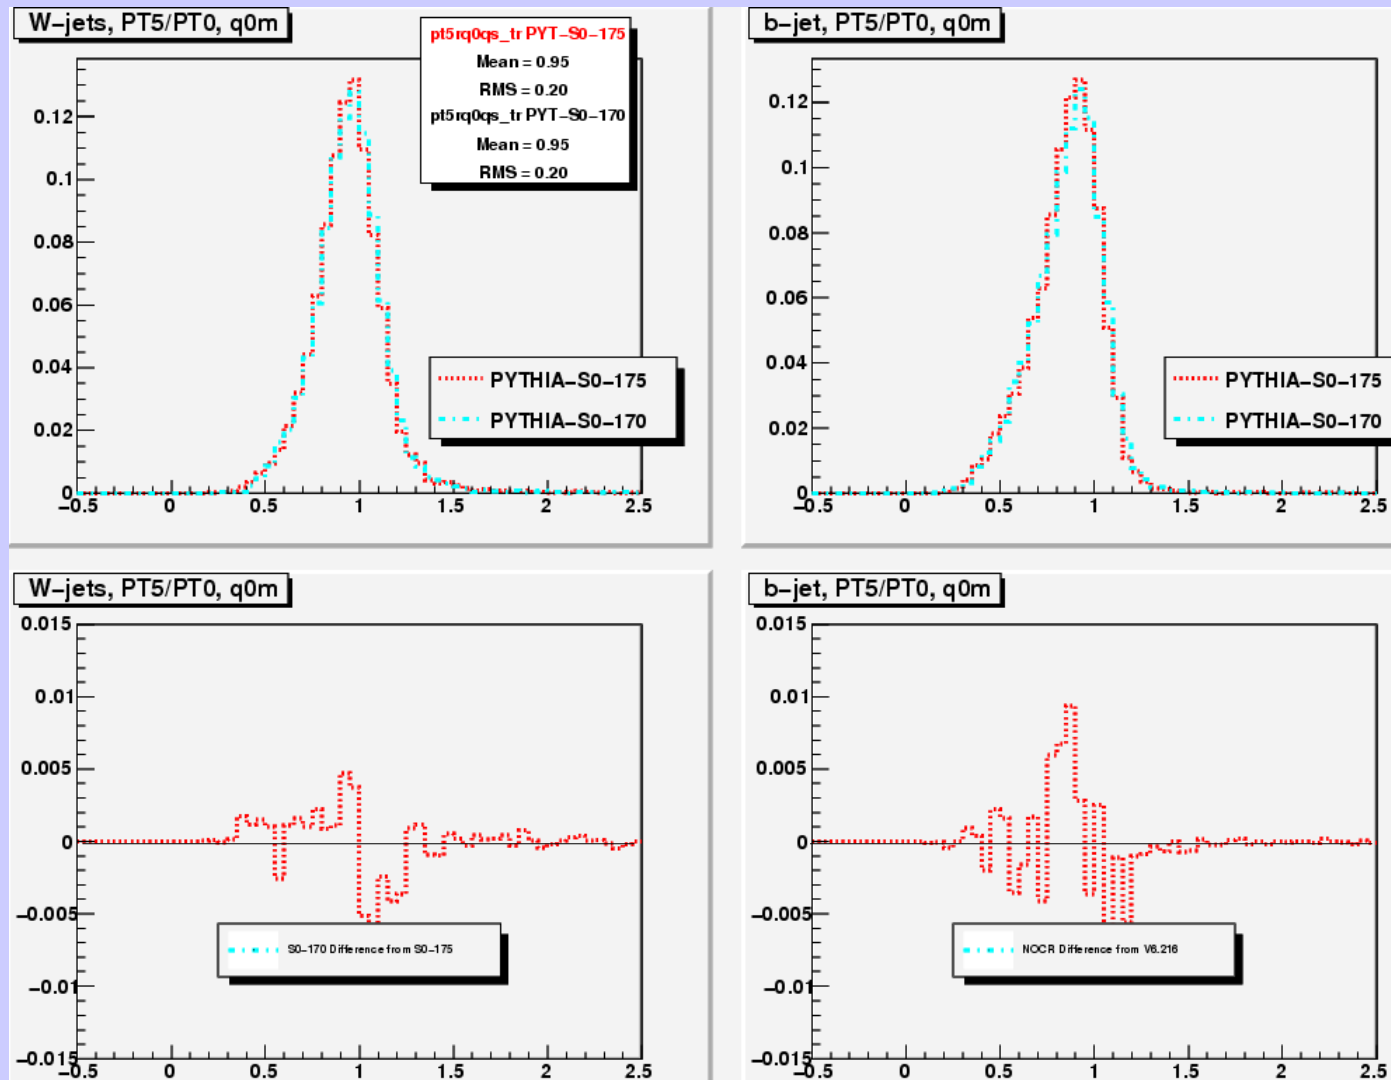 W-jets, PT5/PT0, q0m
pt5rq0qs_tr PYT-S0-175
Mean = 0.95
RMS = 0.20
pt5rq0qs_tr PYT-S0-170
Mean = 0.95
RMS = 0.20
0.12
0.1
0.08
0.06
0.04
0.02
0
PYTHIA-S0-175
PYTHIA-S0-170
-0.5 0 0.5 1 1.5 2 2.5
b-jet, PT5/PT0, q0m
0.12
0.1
0.08
0.06
0.04
0.02
0
PYTHIA-S0-175
PYTHIA-S0-170
-0.5 0 0.5 1 1.5 2 2.5
W-jets, PT5/PT0, q0m
0.015
0.01
0.005
0
-0.005
-0.01
-0.015
S0-170 Difference from S0-175
-0.5 0 0.5 1 1.5 2 2.5
b-jet, PT5/PT0, q0m
0.015
0.01
0.005
0
-0.005
-0.01
-0.015
NOCR Difference from V6.216
-0.5 0 0.5 1 1.5 2 2.5